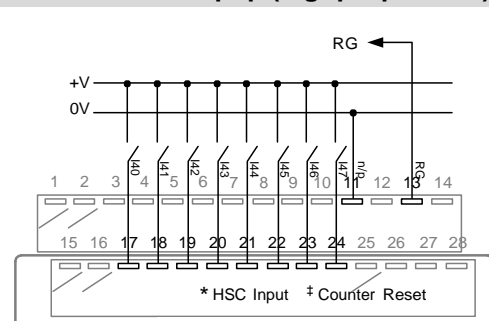 RG
+V
0V
I40 I41 I42 I43 I44 I45 I46 I47 n/p RG
1 2 3 4 5 6 7 8 9 10 11 12 13 14
15 16 17 18 19 20 21 22 23 24 25 26 27 28
* HSC Input ‡ Counter Reset